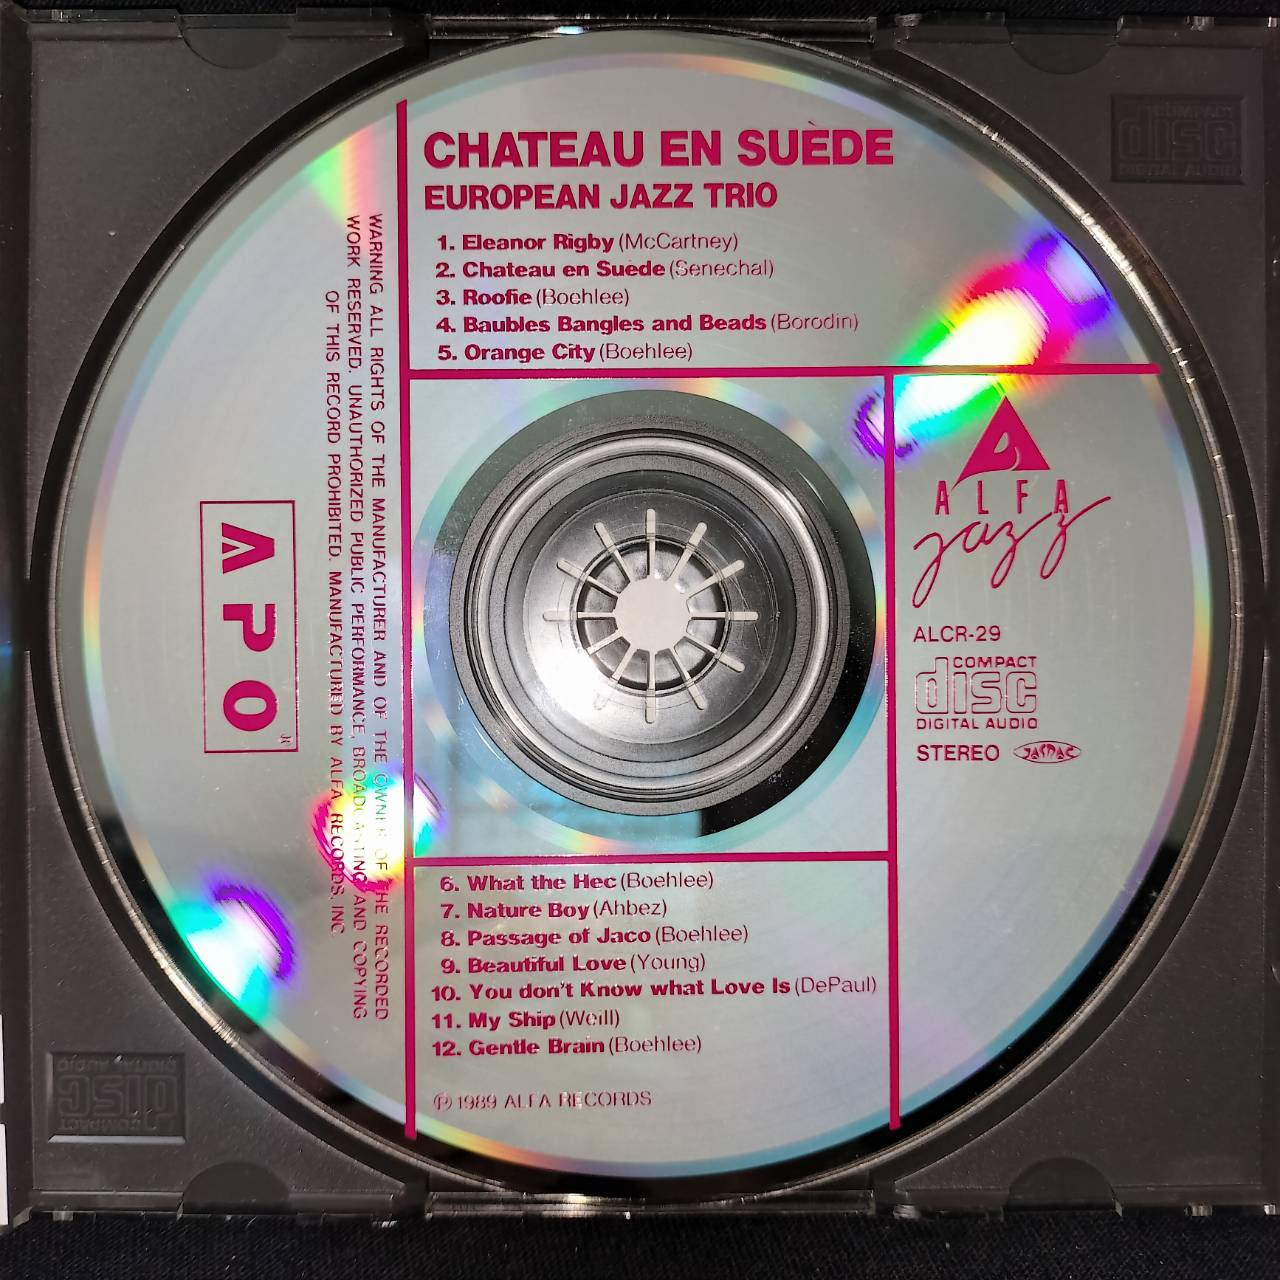 CHATEAU EN SUÈDE
EUROPEAN JAZZ TRIO
1. Eleanor Rigby (McCartney)
2. Chateau en Suede (Senechal)
3. Roofie (Boehlee)
4. Baubles Bangles and Beads (Borodin)
5. Orange City (Boehlee)
ALFA
jazz
ALCR-29
COMPACT
disc
DIGITAL AUDIO
STEREO JASRAC
6. What the Hec (Boehlee)
7. Nature Boy (Ahbez)
8. Passage of Jaco (Boehlee)
9. Beautiful Love (Young)
10. You don't Know what Love Is (DePaul)
11. My Ship (Weill)
12. Gentle Brain (Boehlee)
Ⓟ 1989 ALFA RECORDS
WARNING ALL RIGHTS OF THE MANUFACTURER AND OF THE OWNER OF THE RECORDED
WORK RESERVED. UNAUTHORIZED PUBLIC PERFORMANCE, BROADCASTING AND COPYING
OF THIS RECORD PROHIBITED. MANUFACTURED BY ALFA RECORDS, INC
APO
COMPACT
disc
DIGITAL AUDIO
COMPACT
disc
DIGITAL AUDIO